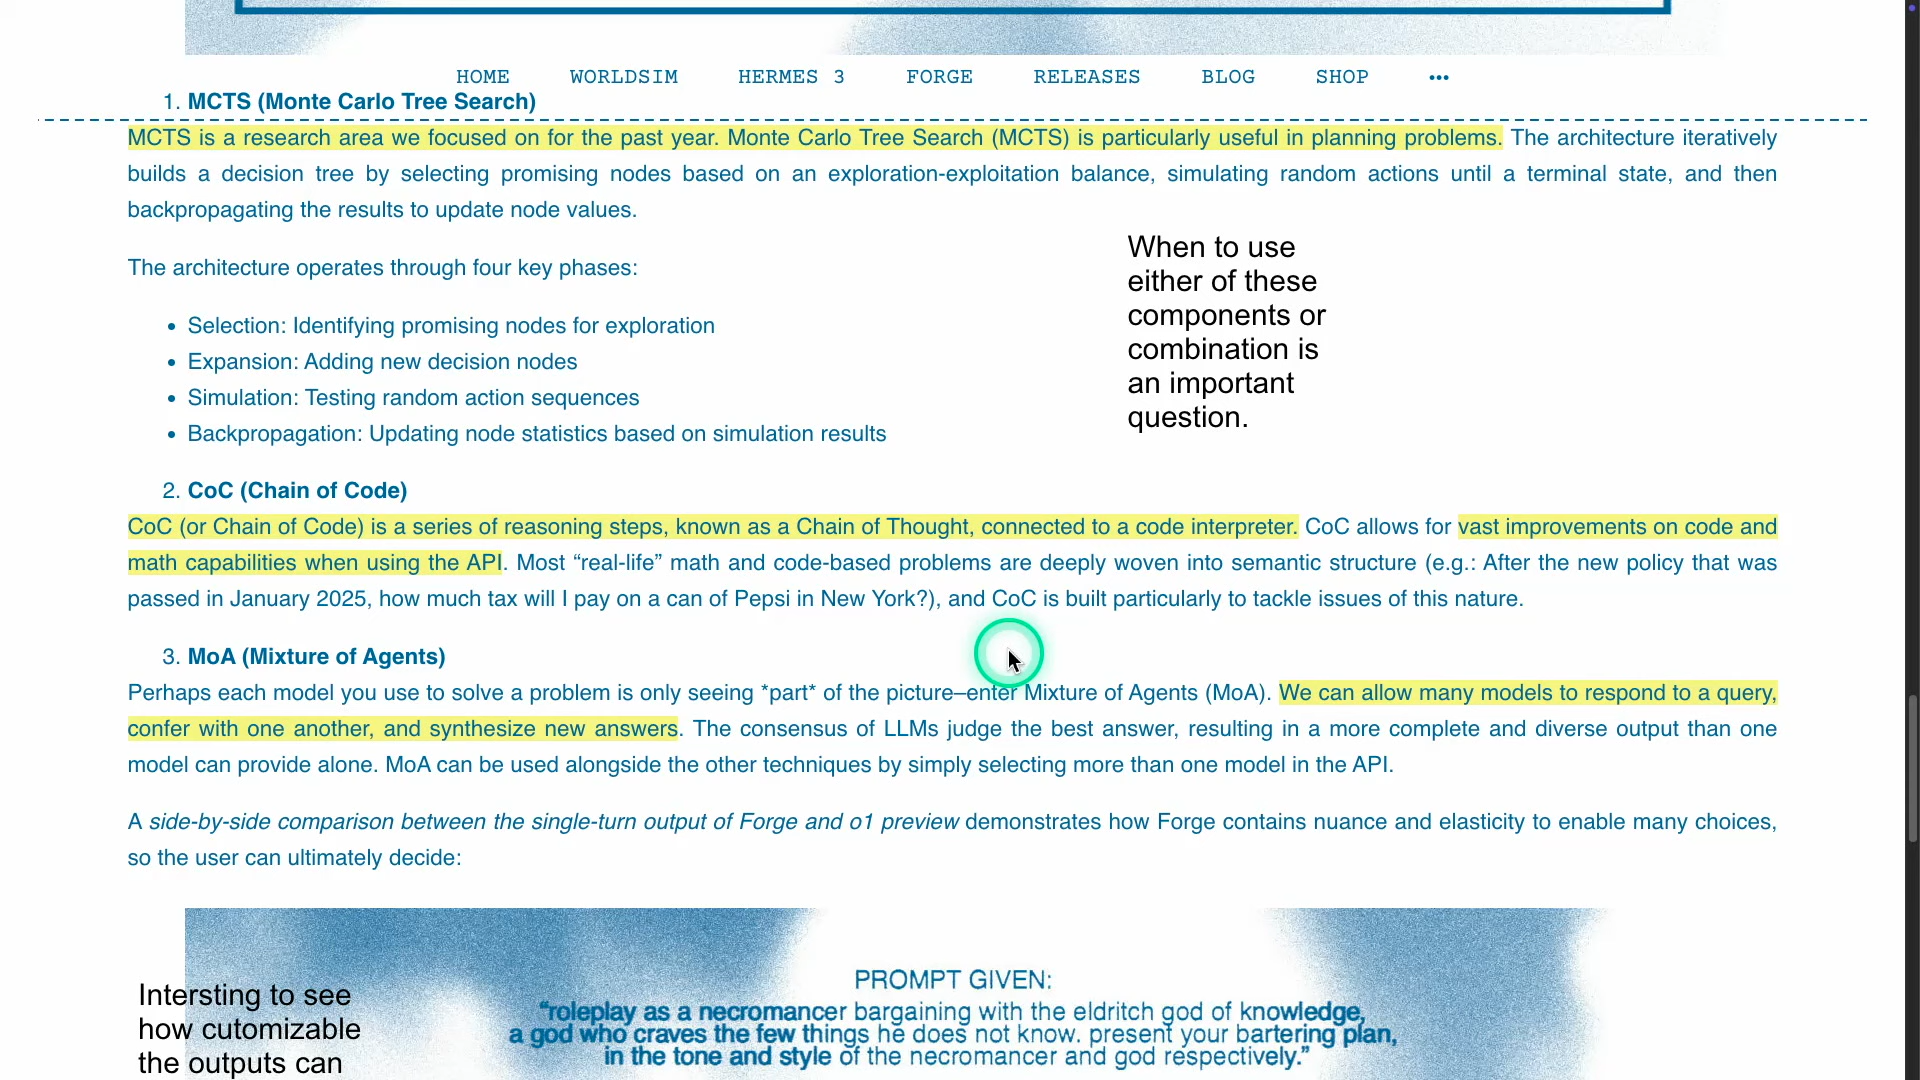 HOME WORLDSIM HERMES 3 FORGE RELEASES BLOG SHOP •••
1. MCTS (Monte Carlo Tree Search)
MCTS is a research area we focused on for the past year. Monte Carlo Tree Search (MCTS) is particularly useful in planning problems. The architecture iteratively
builds a decision tree by selecting promising nodes based on an exploration-exploitation balance, simulating random actions until a terminal state, and then
backpropagating the results to update node values.
The architecture operates through four key phases:
• Selection: Identifying promising nodes for exploration
• Expansion: Adding new decision nodes
• Simulation: Testing random action sequences
• Backpropagation: Updating node statistics based on simulation results
When to use
either of these
components or
combination is
an important
question.
2. CoC (Chain of Code)
CoC (or Chain of Code) is a series of reasoning steps, known as a Chain of Thought, connected to a code interpreter. CoC allows for vast improvements on code and
math capabilities when using the API. Most “real-life” math and code-based problems are deeply woven into semantic structure (e.g.: After the new policy that was
passed in January 2025, how much tax will I pay on a can of Pepsi in New York?), and CoC is built particularly to tackle issues of this nature.
3. MoA (Mixture of Agents)
Perhaps each model you use to solve a problem is only seeing *part* of the picture–enter Mixture of Agents (MoA). We can allow many models to respond to a query,
confer with one another, and synthesize new answers. The consensus of LLMs judge the best answer, resulting in a more complete and diverse output than one
model can provide alone. MoA can be used alongside the other techniques by simply selecting more than one model in the API.
A side-by-side comparison between the single-turn output of Forge and o1 preview demonstrates how Forge contains nuance and elasticity to enable many choices,
so the user can ultimately decide:
PROMPT GIVEN:
“roleplay as a necromancer bargaining with the eldritch god of knowledge,
a god who craves the few things he does not know. present your bartering plan,
in the tone and style of the necromancer and god respectively.”
Intersting to see
how cutomizable
the outputs can